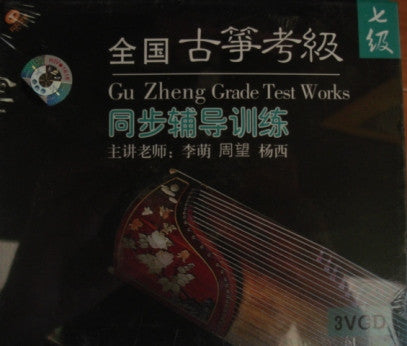 七级
全国 古筝考級
Gu Zheng Grade Test Works
同步辅导训练
主讲老师：李萌 周望 杨西
3VCD